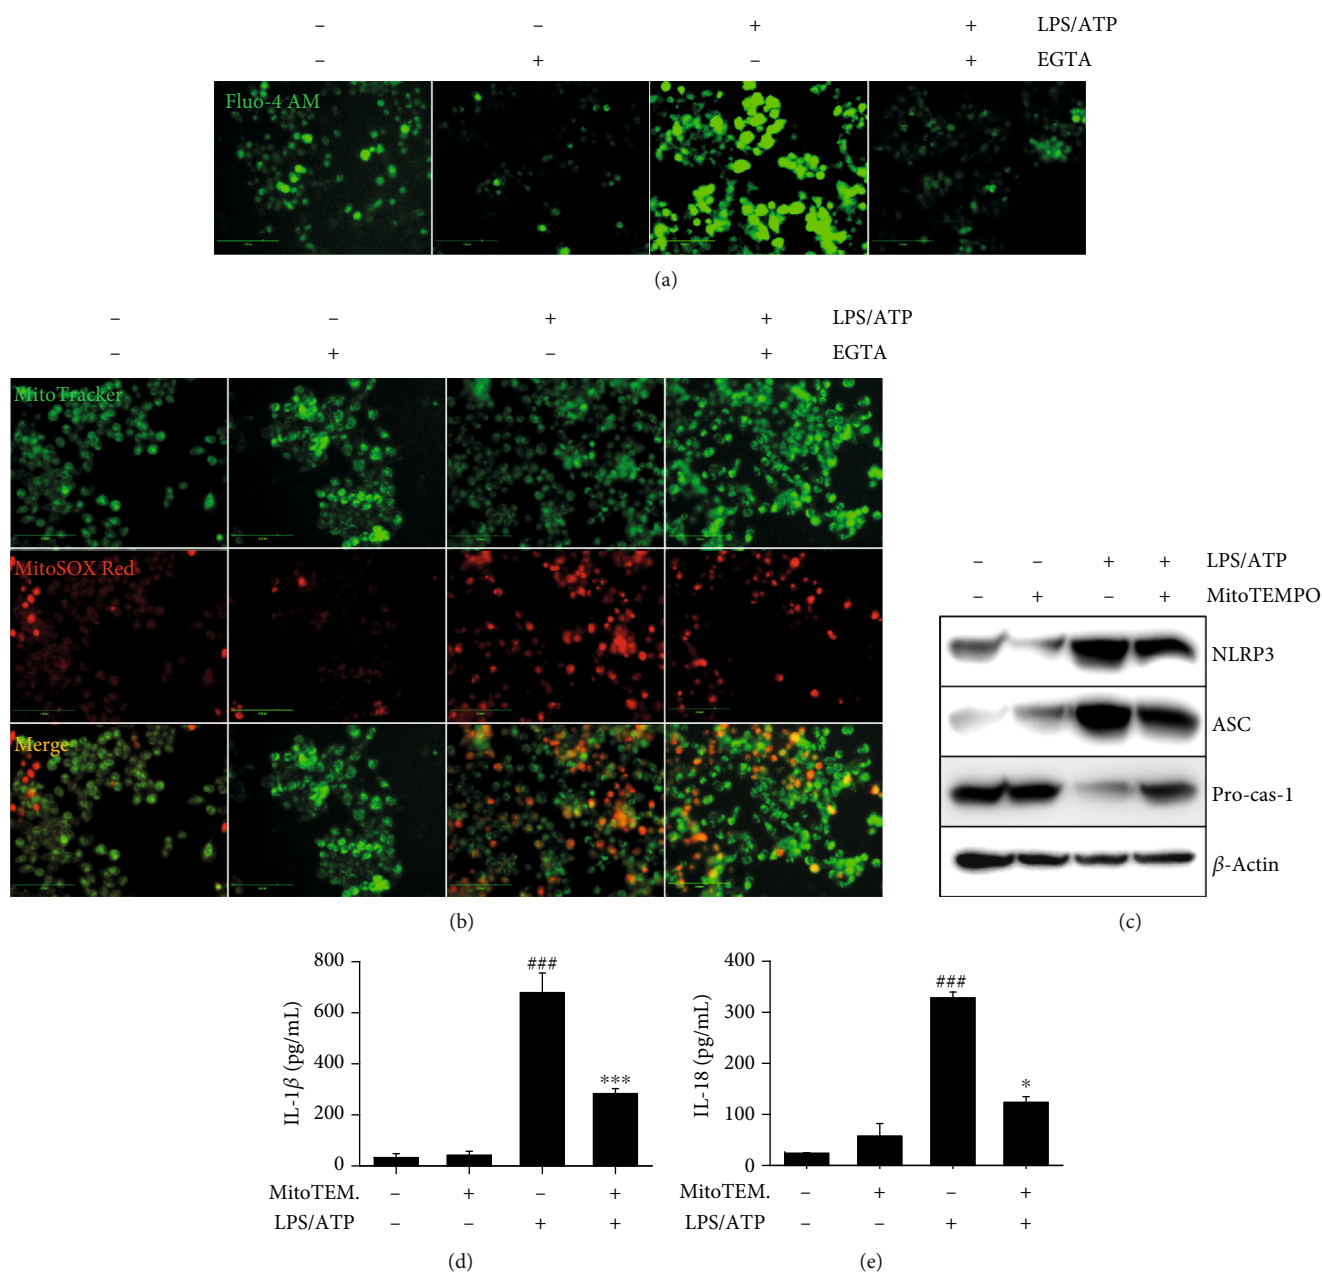 – – + + LPS/ATP
– + – + EGTA
Fluo-4 AM
(a)
– – + + LPS/ATP
– + – + EGTA
MitoTracker
MitoSOX Red
Merge
(b)
– – + + LPS/ATP
– + – + MitoTEMPO
NLRP3
ASC
Pro-cas-1
β-Actin
(c)
IL-1β (pg/mL)
800
600
400
200
0
###
***
MitoTEM. – + – +
LPS/ATP – – + +
(d)
IL-18 (pg/mL)
400
300
200
100
0
###
*
MitoTEM. – + – +
LPS/ATP – – + +
(e)